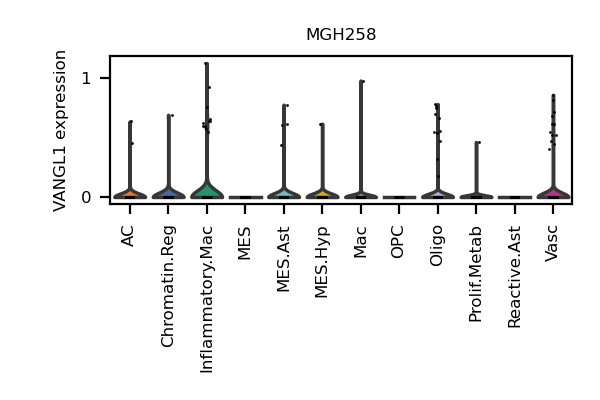 MGH258
VANGL1 expression
1
0
AC
Chromatin.Reg
Inflammatory.Mac
MES
MES.Ast
MES.Hyp
Mac
OPC
Oligo
Prolif.Metab
Reactive.Ast
Vasc